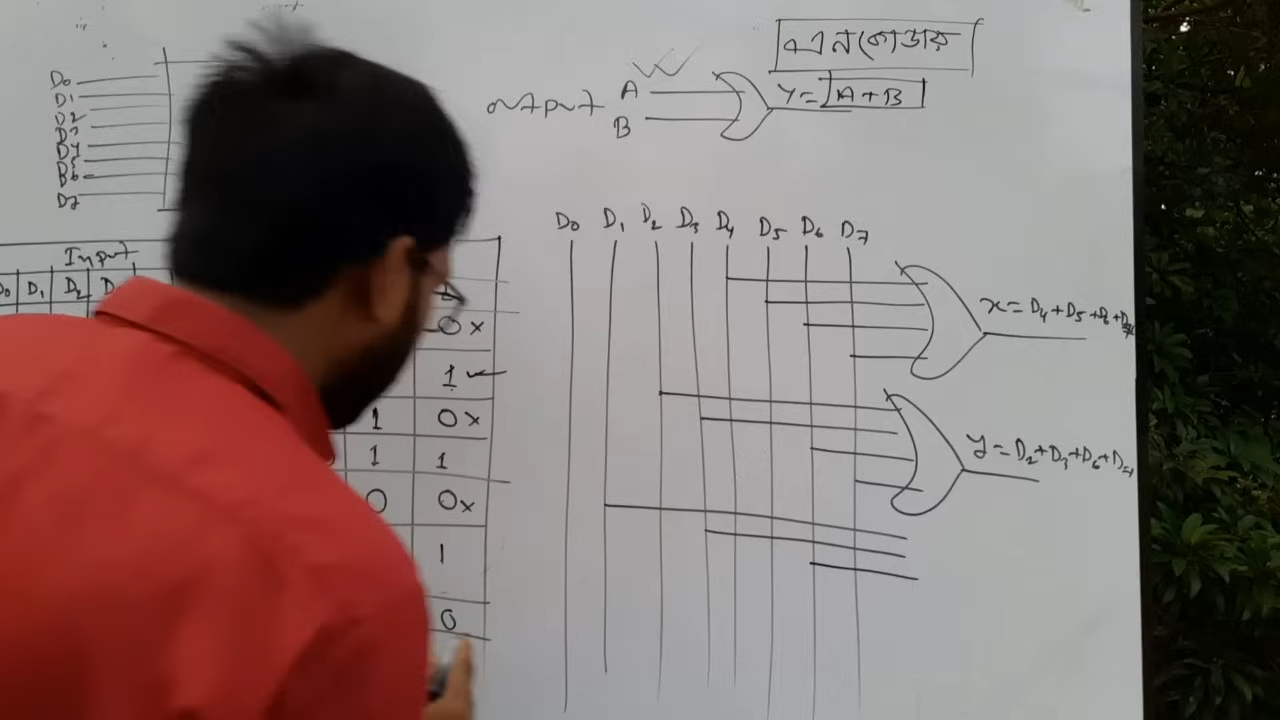 এনকোডার
output A
B
Y = A + B
D0
D1
D2
D3
D4
D5
D6
D7
D0 D1 D2 D3 D4 D5 D6 D7
x = D4 + D5 + D6 + D7
y = D2 + D3 + D6 + D7
Input
D0 D1 D2 D
0 x
1 ✓
1 0 x
1 1
0 0 x
1
0